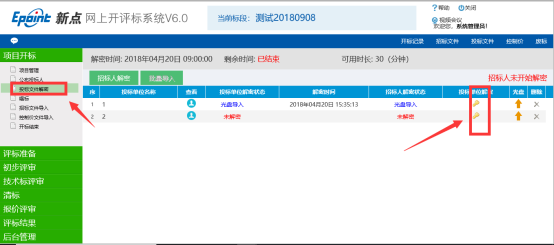 Epoint 新点 网上开评标系统V6.0
当前标段：测试20180908
帮助 关闭
视频会议
欢迎您，系统管理员！
开标记录 招标文件 投标文件 控制价 废标
项目开标
项目管理
公布投标人
投标文件解密
唱标
招标文件导入
控制价文件导入
开标结束
评标准备
初步评审
技术标评审
清标
报价评审
评标结果
后台管理
解密时间：2018年04月20日 09:00:00 剩余时间：已结束 可用时长：30（分钟）
招标人解密 批量导入 招标人未开始解密
序 投标单位名称 查看 投标单位解密状态 解密时间 招标人解密状态 投标单位解密 光盘 删除
1 1 光盘导入 2018年04月20日 15:35:13 光盘导入
2 2 未解密 未解密